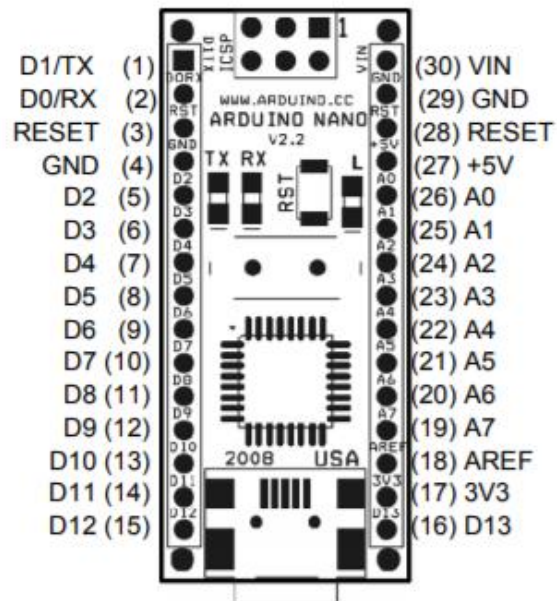 D1/TX (1)
D0/RX (2)
RESET (3)
GND (4)
D2 (5)
D3 (6)
D4 (7)
D5 (8)
D6 (9)
D7 (10)
D8 (11)
D9 (12)
D10 (13)
D11 (14)
D12 (15)
1
ICSP
WWW.ARDUINO.CC
ARDUINO NANO
V2.2
TX RX
RST
L
2008 USA
RST
GND
D2
D3
D4
D5
D6
D7
D8
D9
D10
D11
D12
VIN
GND
RST
+5V
A0
A1
A2
A3
A4
A5
A6
A7
AREF
3V3
D13
(30) VIN
(29) GND
(28) RESET
(27) +5V
(26) A0
(25) A1
(24) A2
(23) A3
(22) A4
(21) A5
(20) A6
(19) A7
(18) AREF
(17) 3V3
(16) D13